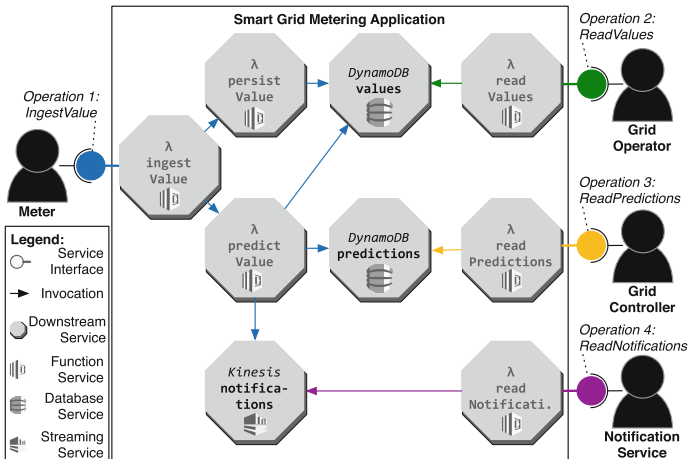 Smart Grid Metering Application
Operation 1:
IngestValue
Meter
λ
ingest
Value
λ
persist
Value
DynamoDB
values
λ
read
Values
Operation 2:
ReadValues
Grid
Operator
λ
predict
Value
DynamoDB
predictions
λ
read
Predictions
Operation 3:
ReadPredictions
Grid
Controller
Kinesis
notifica-
tions
λ
read
Notificati.
Operation 4:
ReadNotifications
Notification
Service
Legend:
Service
Interface
Invocation
Downstream
Service
Function
Service
Database
Service
Streaming
Service